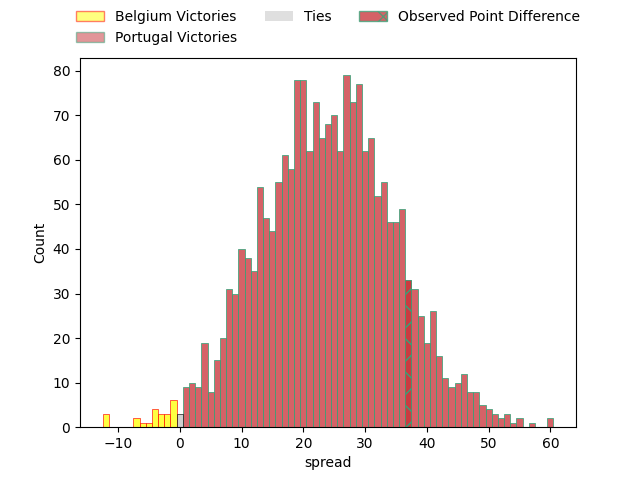 Belgium Victories
Ties
Observed Point Difference
Portugal Victories
80
70
60
50
40
30
20
10
0
Count
−10 0 10 20 30 40 50 60
spread